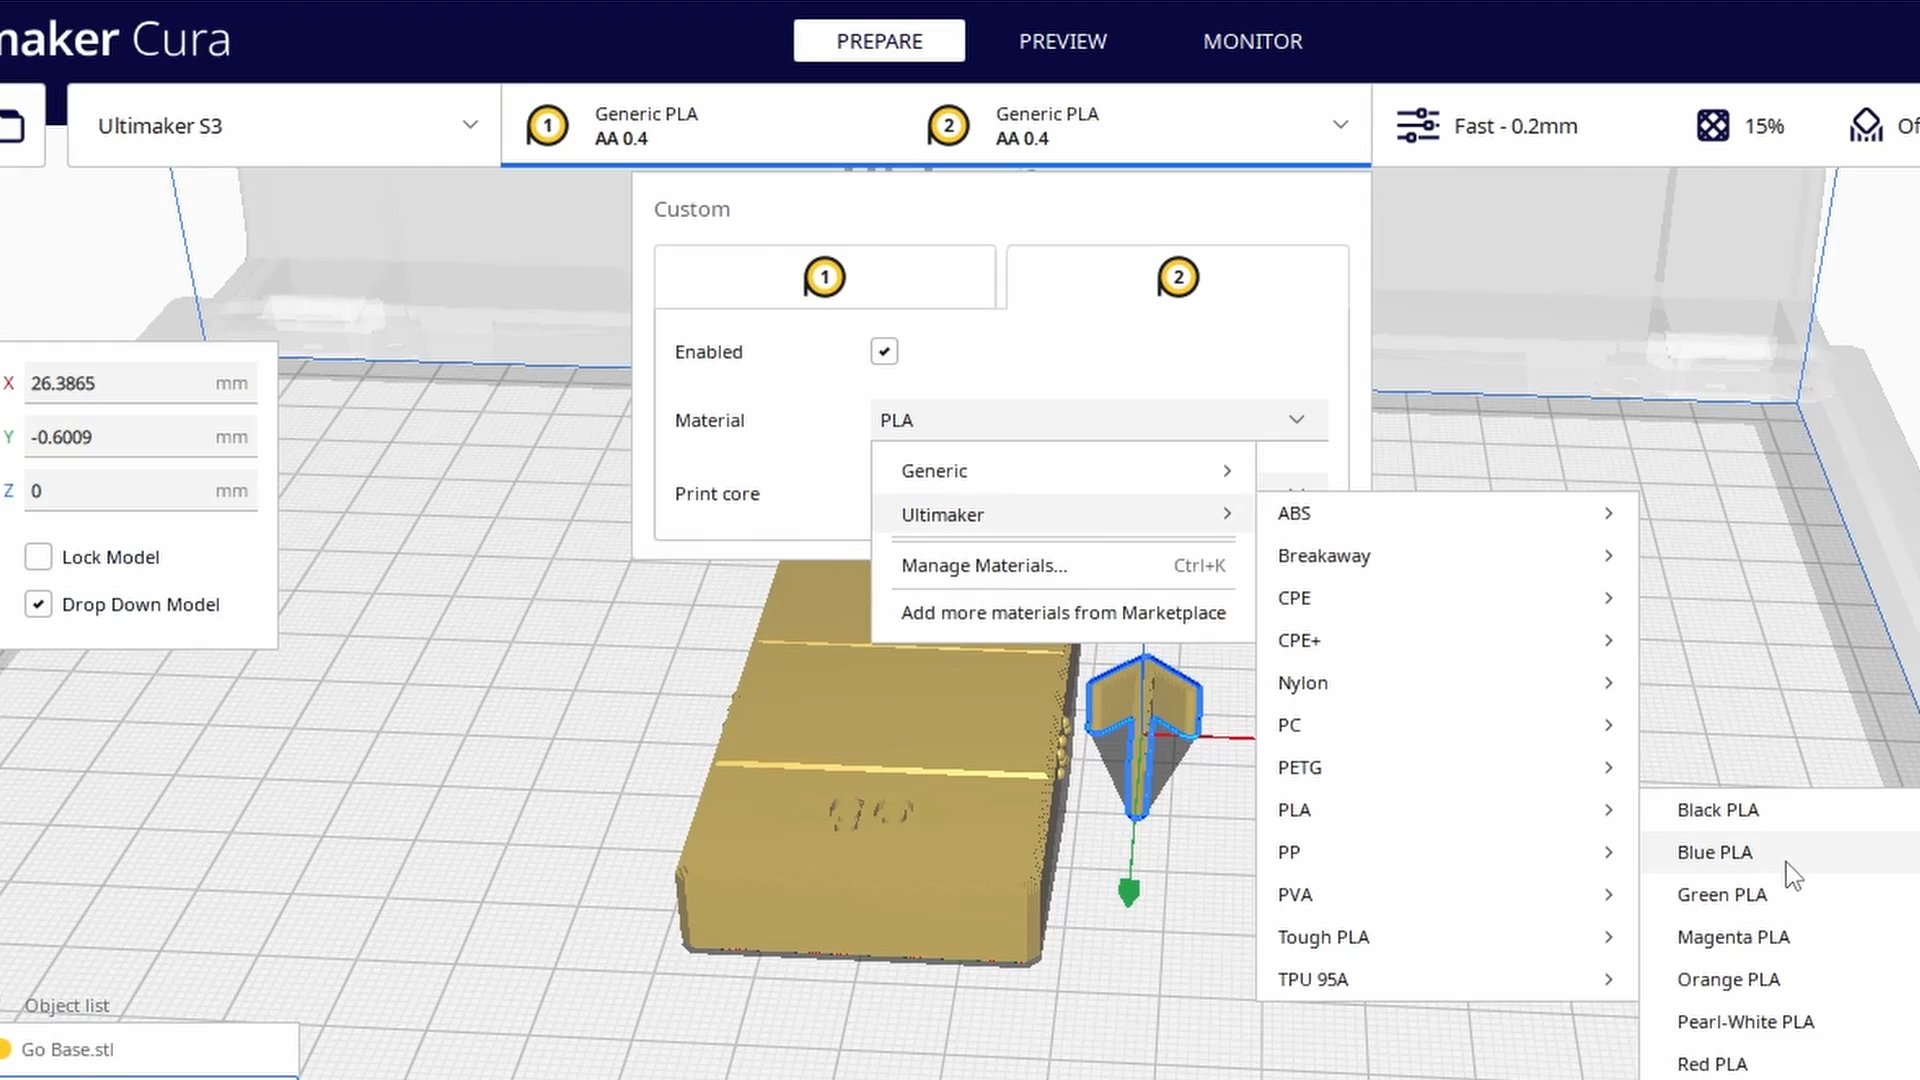 maker Cura
PREPARE
PREVIEW
MONITOR
Ultimaker S3
1
Generic PLA
AA 0.4
2
Generic PLA
AA 0.4
Fast - 0.2mm
15%
Of
Custom
1
2
Enabled
Material
PLA
Print core
Generic
Ultimaker
Manage Materials... Ctrl+K
Add more materials from Marketplace
ABS
Breakaway
CPE
CPE+
Nylon
PC
PETG
PLA
PP
PVA
Tough PLA
TPU 95A
Black PLA
Blue PLA
Green PLA
Magenta PLA
Orange PLA
Pearl-White PLA
Red PLA
X 26.3865 mm
Y -0.6009 mm
Z 0 mm
Lock Model
Drop Down Model
go
Object list
Go Base.stl